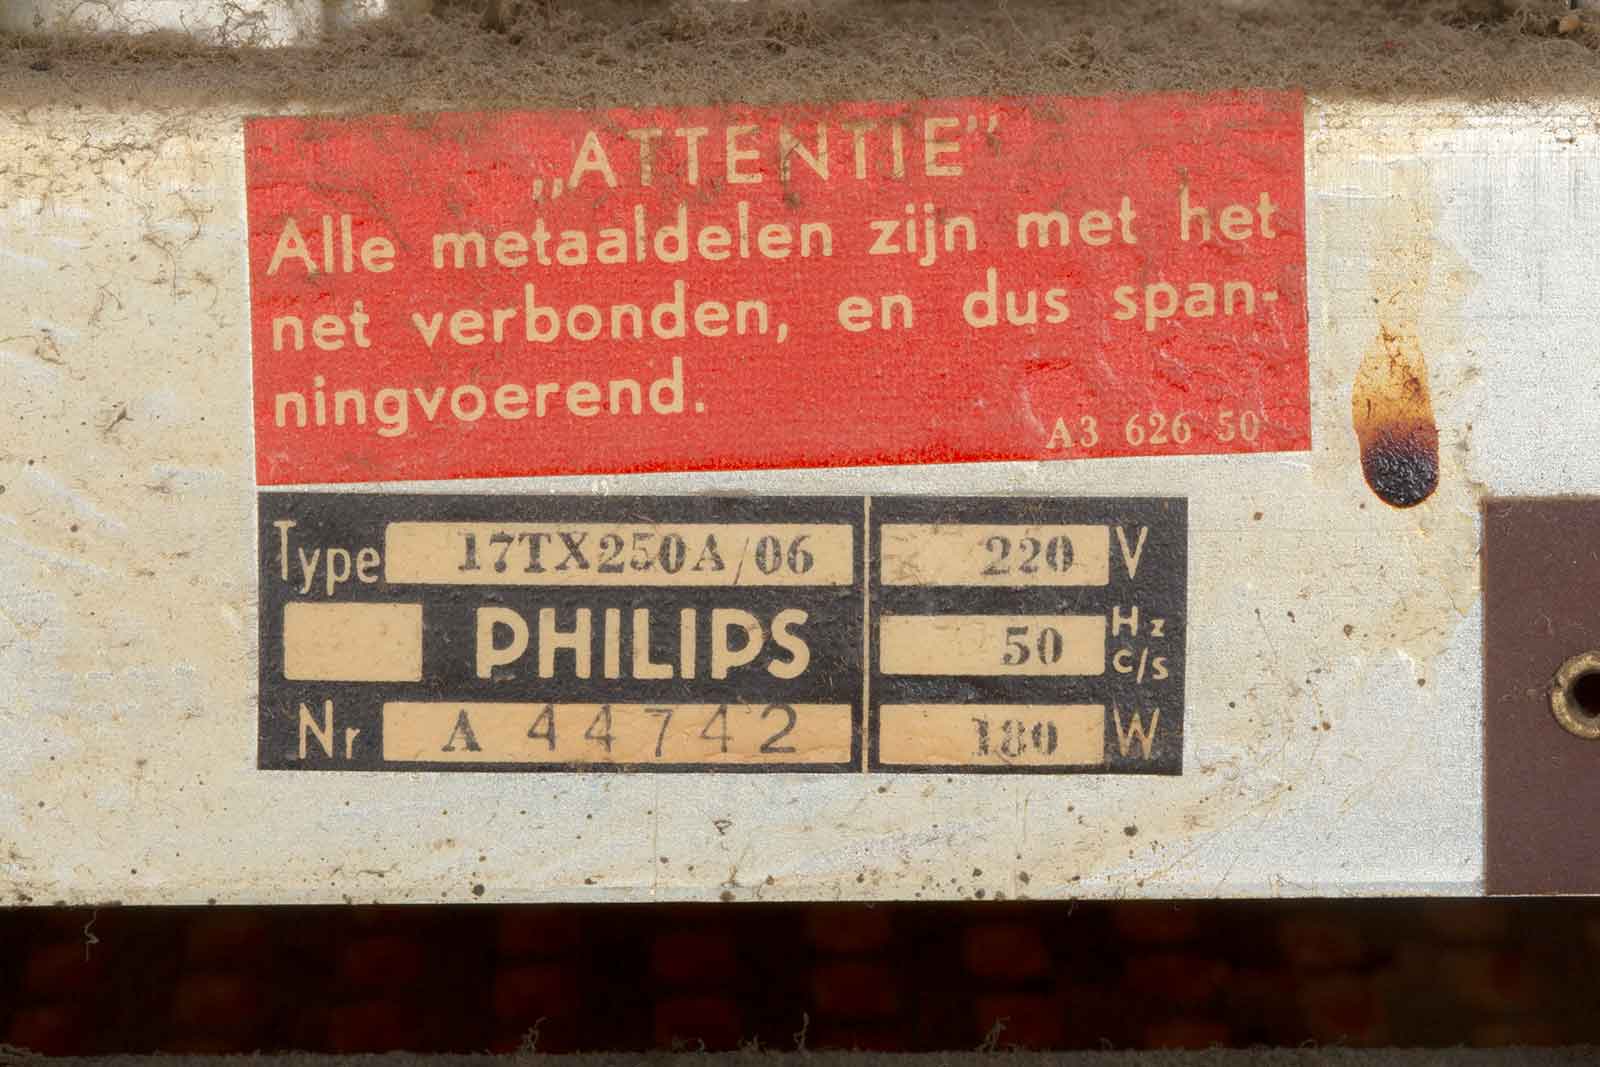 „ATTENTIE”
Alle metaaldelen zijn met het
net verbonden, en dus span-
ningvoerend.
A3 626 50
Type 17TX250A/06 220 V
PHILIPS 50 Hz c/s
Nr A 44742 180 W